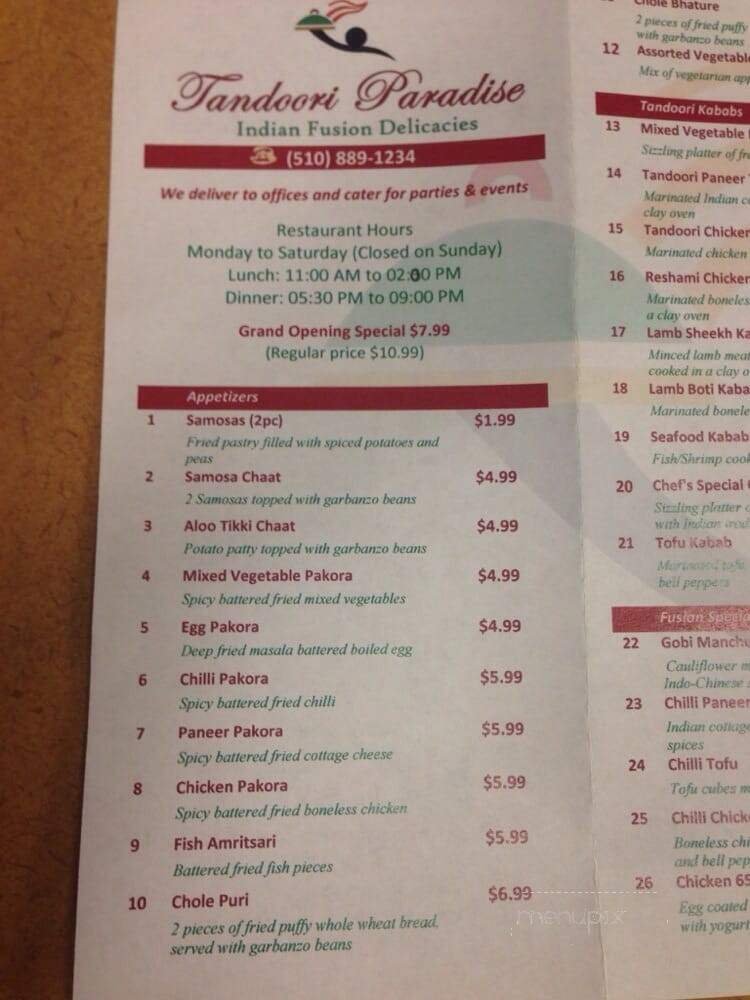 Tandoori Paradise
Indian Fusion Delicacies
(510) 889-1234
We deliver to offices and cater for parties & events
Restaurant Hours
Monday to Saturday (Closed on Sunday)
Lunch: 11:00 AM to 02:00 PM
Dinner: 05:30 PM to 09:00 PM
Grand Opening Special $7.99
(Regular price $10.99)
Appetizers
1 Samosas (2pc) $1.99
Fried pastry filled with spiced potatoes and
peas
2 Samosa Chaat $4.99
2 Samosas topped with garbanzo beans
3 Aloo Tikki Chaat $4.99
Potato patty topped with garbanzo beans
4 Mixed Vegetable Pakora $4.99
Spicy battered fried mixed vegetables
5 Egg Pakora $4.99
Deep fried masala battered boiled egg
6 Chilli Pakora $5.99
Spicy battered fried chilli
7 Paneer Pakora $5.99
Spicy battered fried cottage cheese
8 Chicken Pakora $5.99
Spicy battered fried boneless chicken
9 Fish Amritsari $5.99
Battered fried fish pieces
10 Chole Puri $6.99
2 pieces of fried puffy whole wheat bread,
served with garbanzo beans
Chole Bhature
2 pieces of fried puffy
with garbanzo beans
12 Assorted Vegetabl
Mix of vegetarian app
Tandoori Kababs
13 Mixed Vegetable
Sizzling platter of fr
14 Tandoori Paneer
Marinated Indian co
clay oven
15 Tandoori Chicken
Marinated chicken
16 Reshami Chicken
Marinated boneles
a clay oven
17 Lamb Sheekh Ka
Minced lamb meat
cooked in a clay o
18 Lamb Boti Kaba
Marinated bonele
19 Seafood Kabab
Fish/Shrimp cook
20 Chef's Special
Sizzling platter o
with Indian
21 Tofu Kabab
Marinated tofu
bell peppers
Fusion Specia
22 Gobi Manchu
Cauliflower m
Indo-Chinese s
23 Chilli Paneer
Indian cottage
spices
24 Chilli Tofu
Tofu cubes m
25 Chilli Chick
Boneless chi
and bell pep
26 Chicken 65
Egg coated
with yogurt
menupix